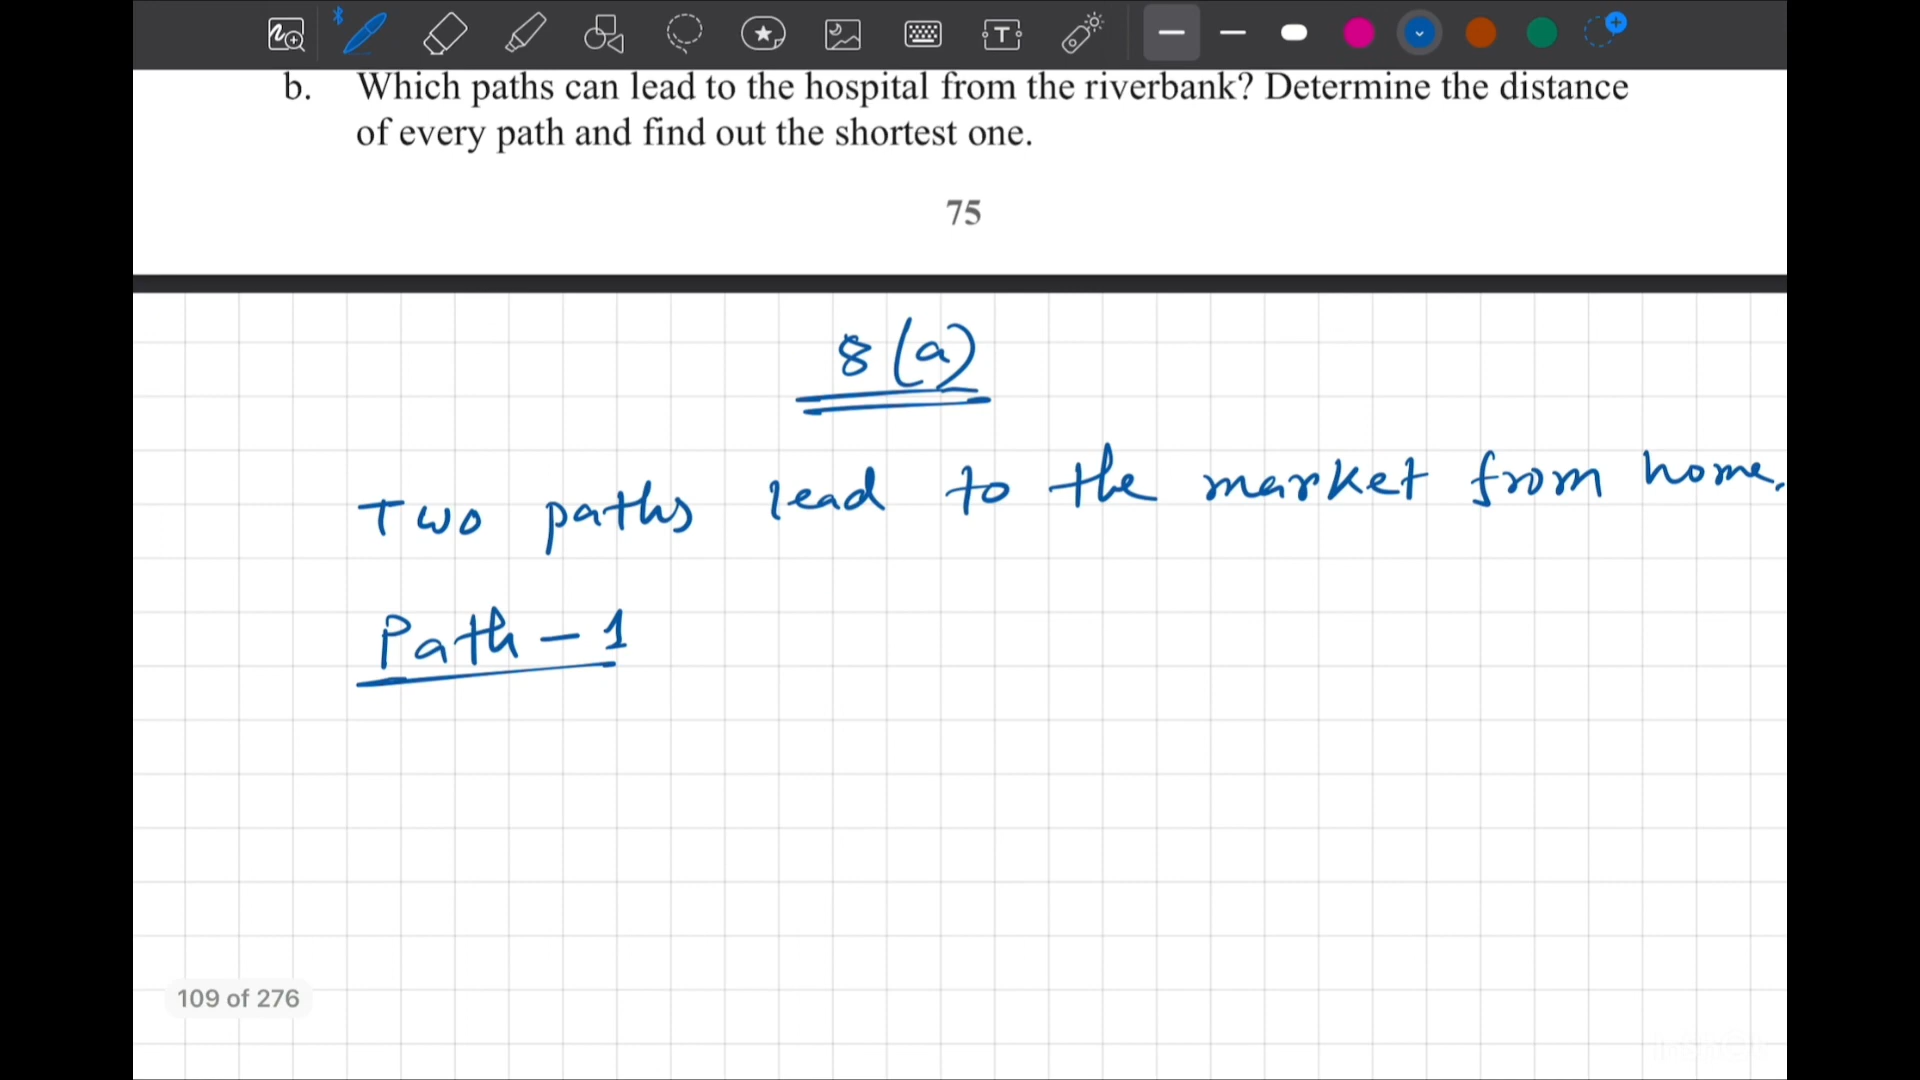 b. Which paths can lead to the hospital from the riverbank? Determine the distance
of every path and find out the shortest one.
75
8 (a)
Two paths lead to the market from home.
Path - 1
109 of 276